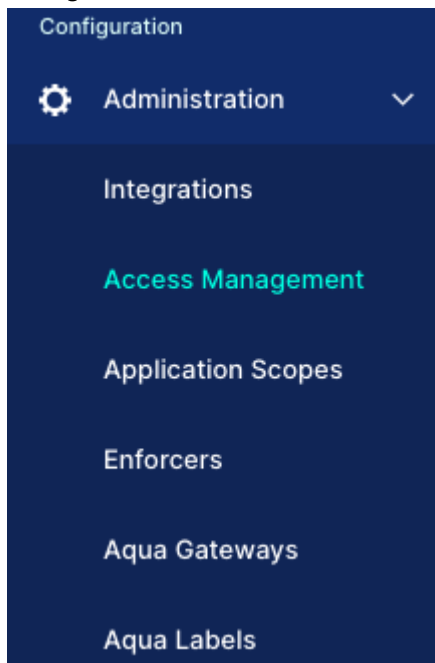 Configuration
Administration
Integrations
Access Management
Application Scopes
Enforcers
Aqua Gateways
Aqua Labels